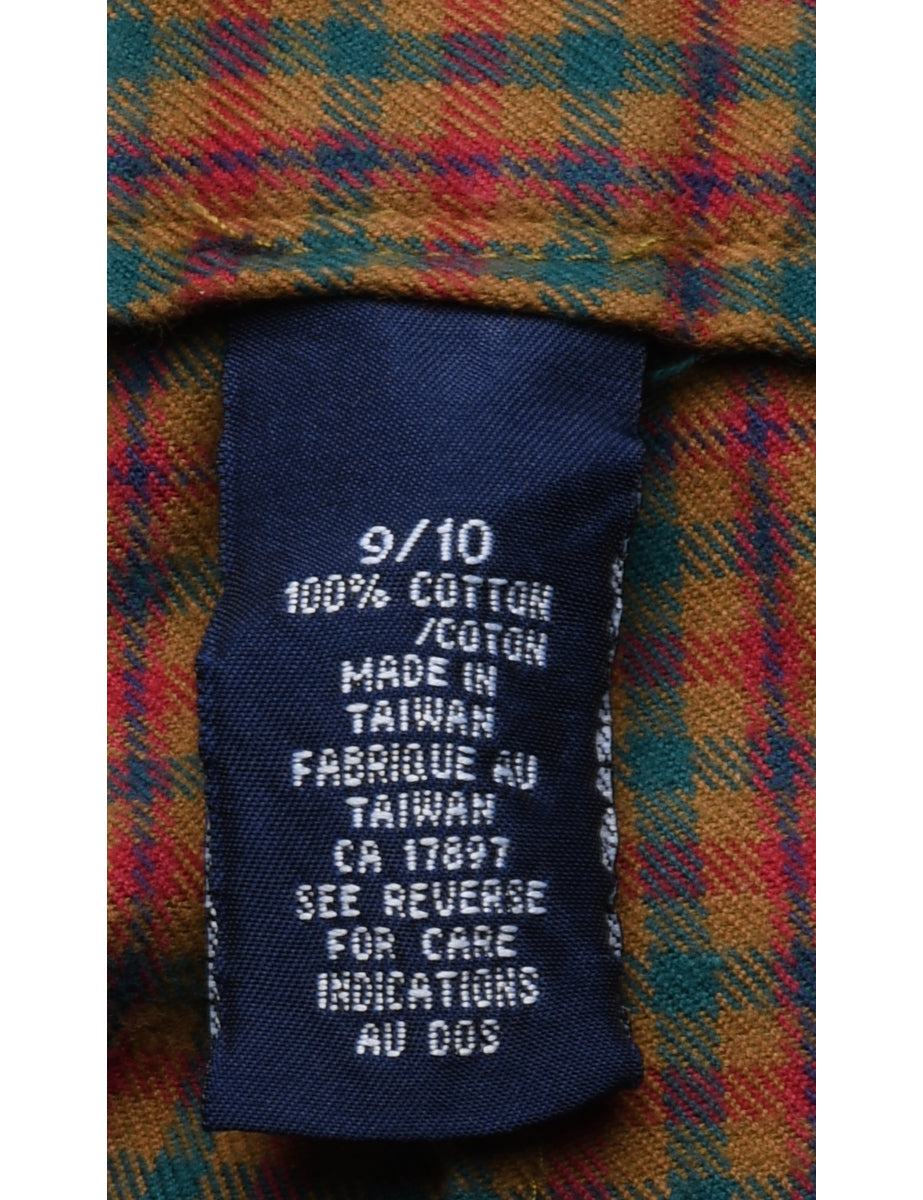 9/10
100% COTTON
/COTON
MADE IN
TAIWAN
FABRIQUE AU
TAIWAN
CA 17897
SEE REVERSE
FOR CARE
INDICATIONS
AU DOS